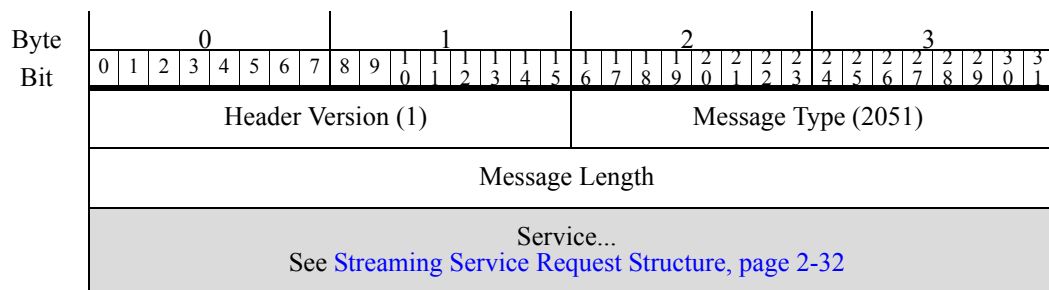 Byte 0 1 2 3
Bit 0 1 2 3 4 5 6 7 8 9 10 11 12 13 14 15 16 17 18 19 20 21 22 23 24 25 26 27 28 29 30 31
Header Version (1) Message Type (2051)
Message Length
Service...
See Streaming Service Request Structure, page 2-32